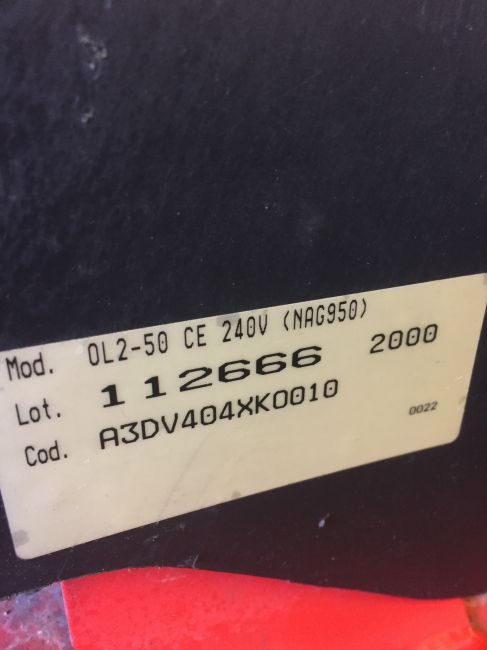 Mod. OL2-50 CE 240V (NAG950)
Lot. 112666 2000
Cod. A3DV404XK0010 0022